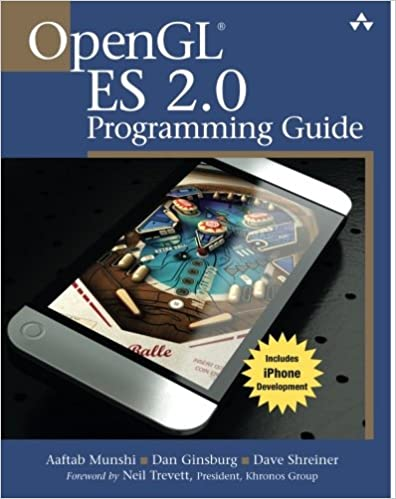 OpenGL®
ES 2.0
Programming Guide
Balle
Includes
iPhone
Development
Aaftab Munshi ■ Dan Ginsburg ■ Dave Shreiner
Foreword by Neil Trevett, President, Khronos Group